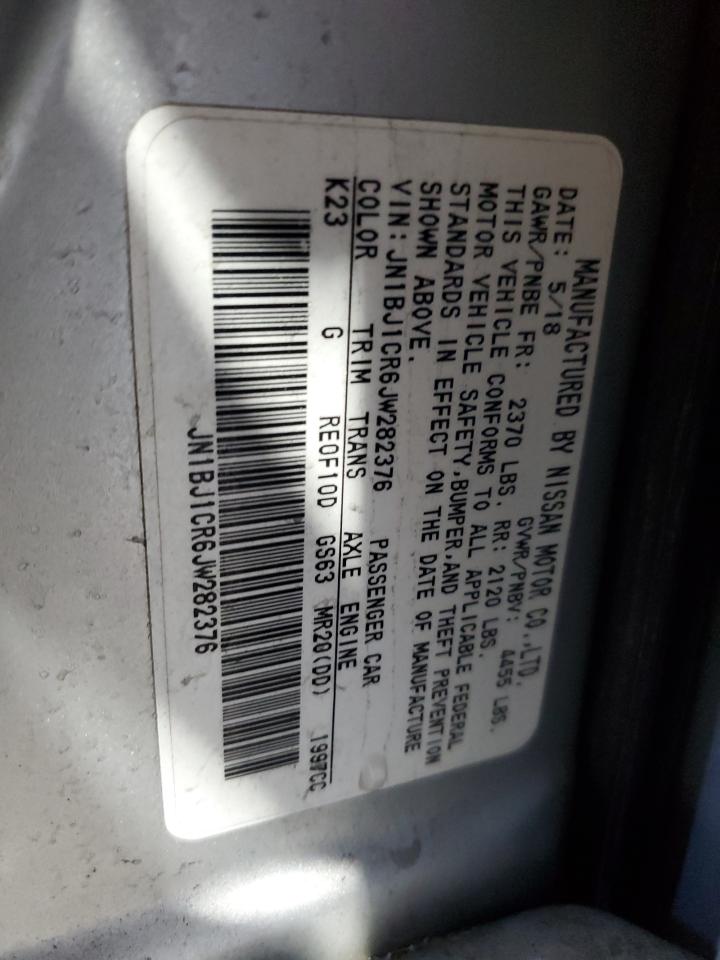 MANUFACTURED BY NISSAN MOTOR CO.,LTD.
DATE: 5/18 GVWR/PNBV: 4455 LBS.
GAWR/PNBE FR: 2370 LBS. RR: 2120 LBS.
THIS VEHICLE CONFORMS TO ALL APPLICABLE FEDERAL
MOTOR VEHICLE SAFETY,BUMPER,AND THEFT PREVENTION
STANDARDS IN EFFECT ON THE DATE OF MANUFACTURE
SHOWN ABOVE.
VIN:JN1BJ1CR6JW282376 PASSENGER CAR
COLOR TRIM TRANS AXLE ENGINE
K23 G RE0F10D GS63 MR20(DD) 1997CC
JN1BJ1CR6JW282376